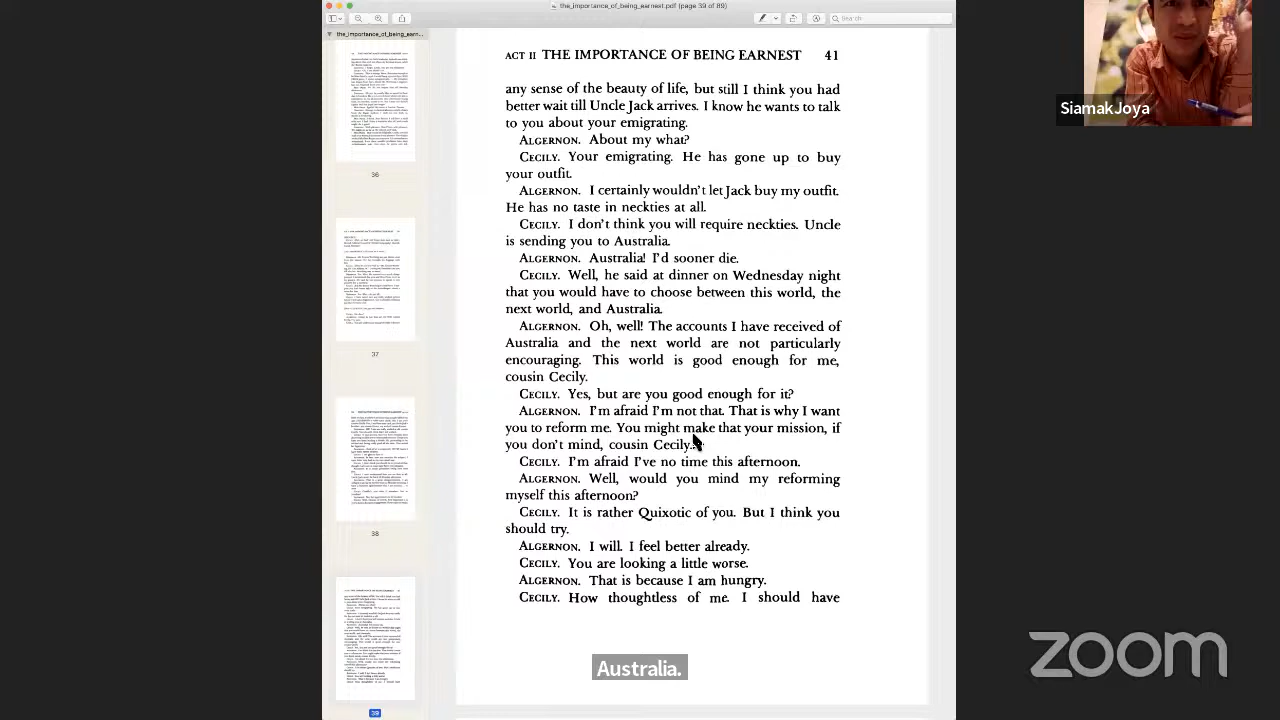 the_importance_of_being_earnest.pdf (page 39 of 89)
Search
the_importance_of_being_earn...
36
37
38
39
ACT II THE IMPORTANCE OF BEING EARNEST 39
any sense of the beauty of life, but still I think you had
better wait till Uncle Jack arrives. I know he wants to speak
to you about your emigrating.
ALGERNON. About my what?
CECILY. Your emigrating. He has gone up to buy
your outfit.
ALGERNON. I certainly wouldn't let Jack buy my outfit.
He has no taste in neckties at all.
CECILY. I don't think you will require neckties. Uncle
Jack is sending you to Australia.
ALGERNON. Australia! I'd sooner die.
CECILY. Well, he said at dinner on Wednesday night,
that you would have to choose between this world, the
next world, and Australia.
ALGERNON. Oh, well! The accounts I have received of
Australia and the next world are not particularly
encouraging. This world is good enough for me,
cousin Cecily.
CECILY. Yes, but are you good enough for it?
ALGERNON. I'm afraid I'm not that. That is why I want
you to reform me. You might make that your mission, if
you don't mind, cousin Cecily.
CECILY. I'm afraid I've no time, this afternoon.
ALGERNON. Well, would you mind my reforming
myself this afternoon?
CECILY. It is rather Quixotic of you. But I think you
should try.
ALGERNON. I will. I feel better already.
CECILY. You are looking a little worse.
ALGERNON. That is because I am hungry.
CECILY. How thoughtless of me. I should have
Australia.
SiamakJoya
zoom